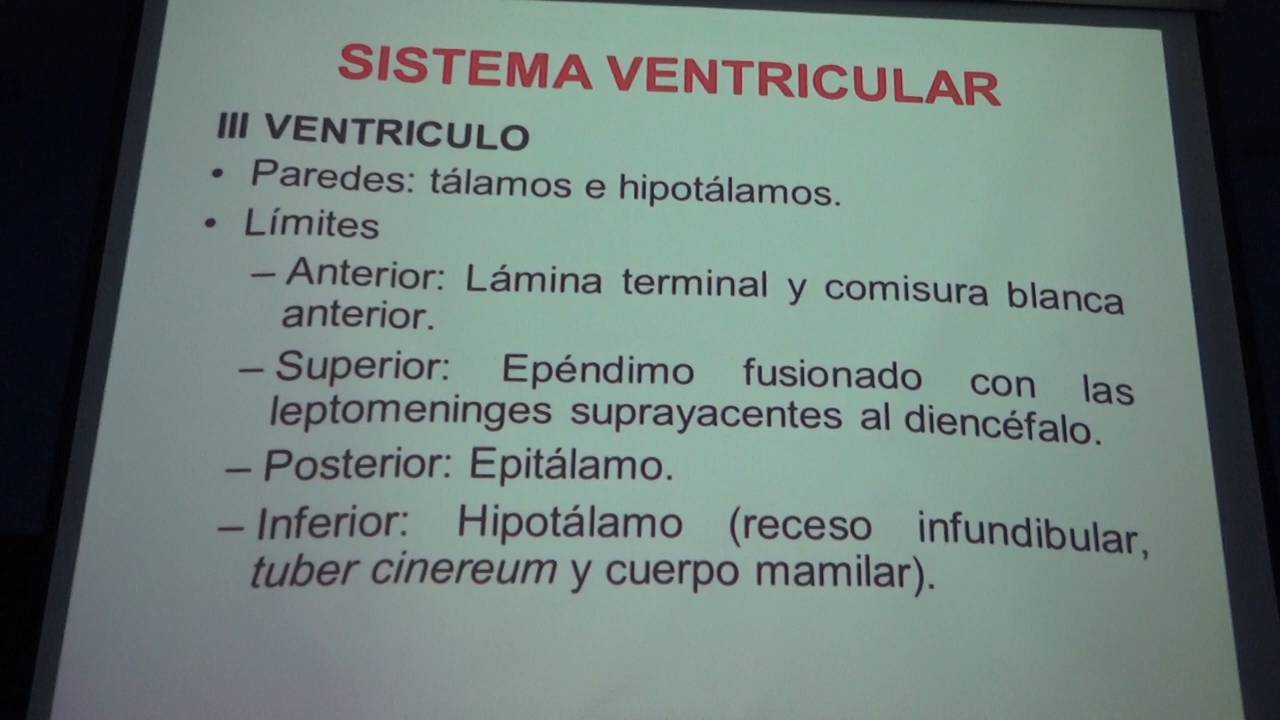 SISTEMA VENTRICULAR
III VENTRICULO
• Paredes: tálamos e hipotálamos.
• Límites
– Anterior: Lámina terminal y comisura blanca
anterior.
– Superior: Epéndimo fusionado con las
leptomeninges suprayacentes al diencéfalo.
– Posterior: Epitálamo.
– Inferior: Hipotálamo (receso infundibular,
tuber cinereum y cuerpo mamilar).